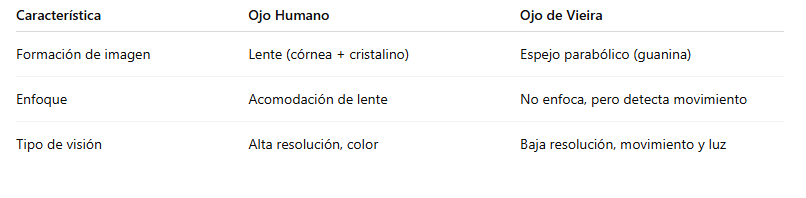 Característica Ojo Humano Ojo de Vieira
Formación de imagen Lente (córnea + cristalino) Espejo parabólico (guanina)
Enfoque Acomodación de lente No enfoca, pero detecta movimiento
Tipo de visión Alta resolución, color Baja resolución, movimiento y luz